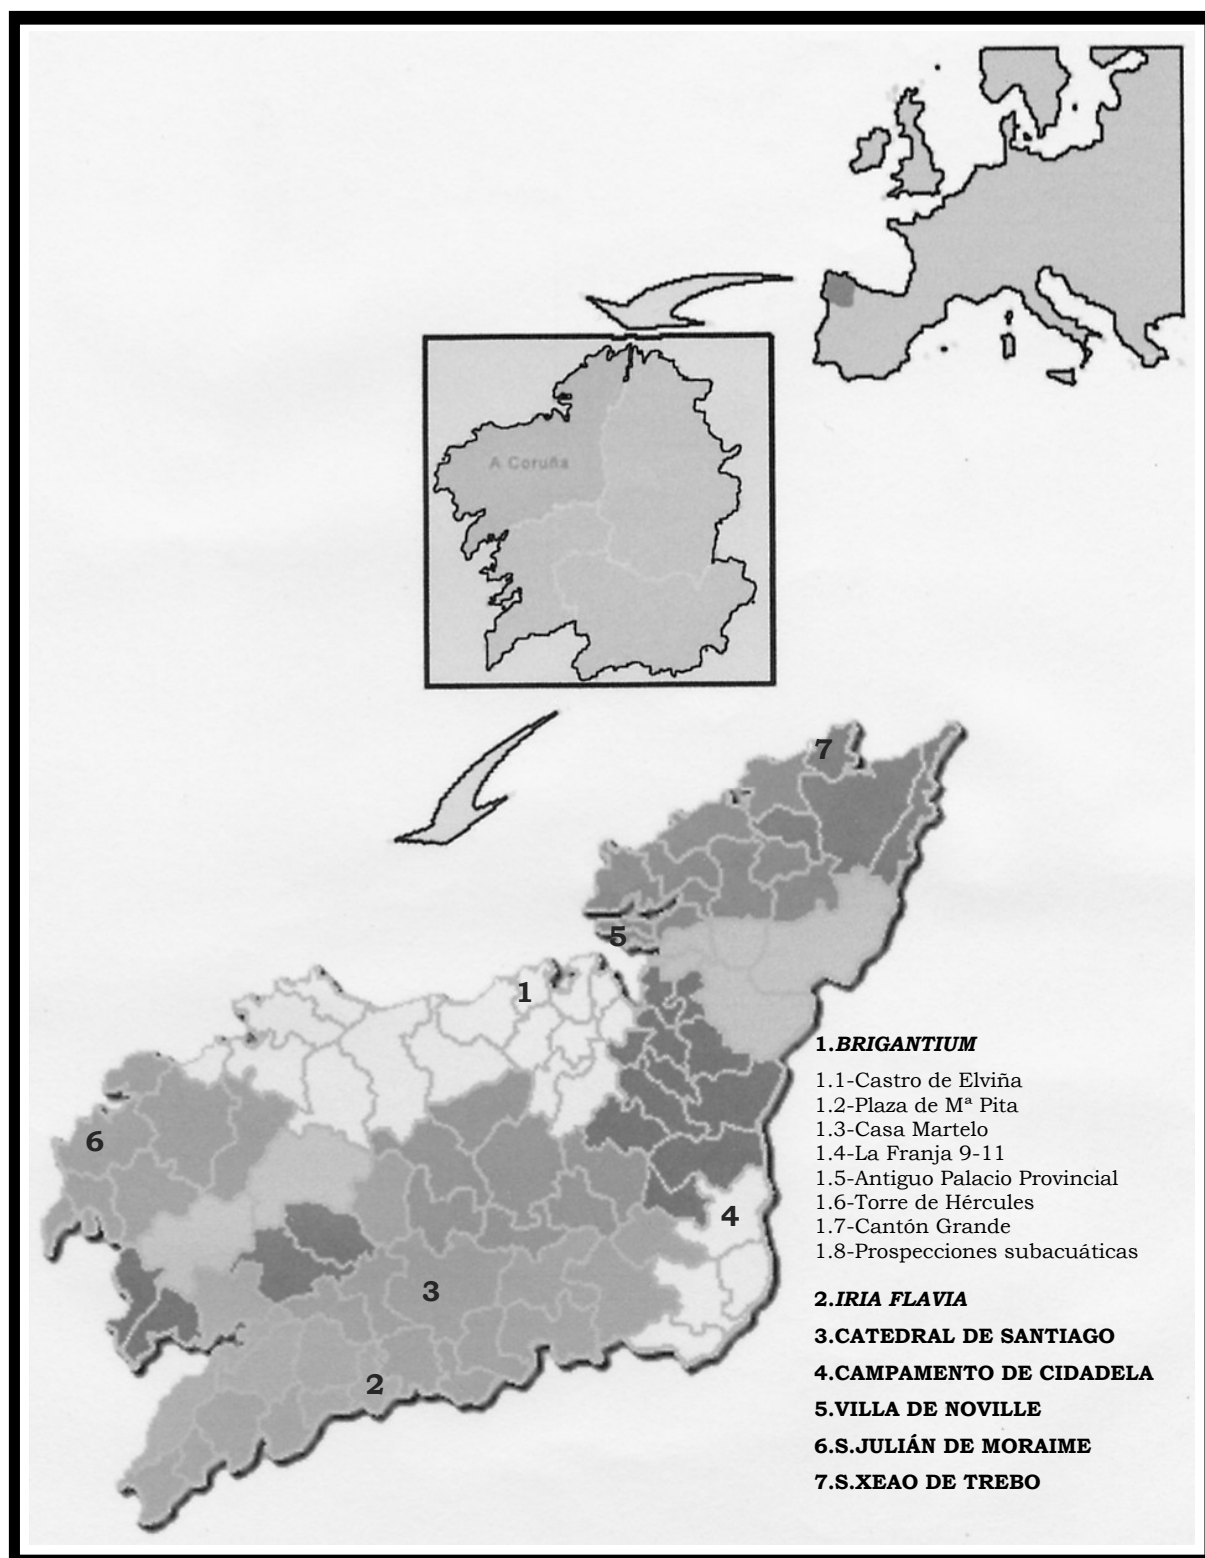 A Coruña
7
5
1
6
4
3
2
1.BRIGANTIUM
1.1-Castro de Elviña
1.2-Plaza de Mª Pita
1.3-Casa Martelo
1.4-La Franja 9-11
1.5-Antiguo Palacio Provincial
1.6-Torre de Hércules
1.7-Cantón Grande
1.8-Prospecciones subacuáticas
2.IRIA FLAVIA
3.CATEDRAL DE SANTIAGO
4.CAMPAMENTO DE CIDADELA
5.VILLA DE NOVILLE
6.S.JULIÁN DE MORAIME
7.S.XEAO DE TREBO